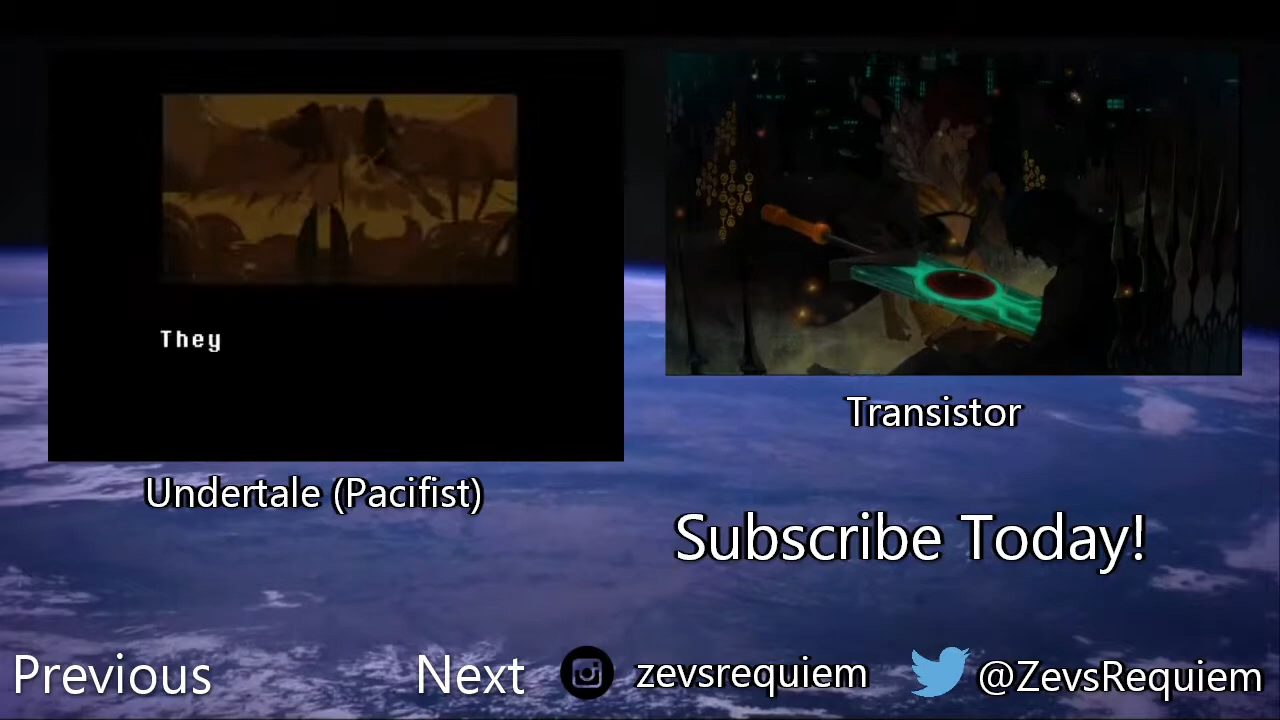 They
Undertale (Pacifist)
Transistor
Subscribe Today!
Previous
Next
zevsrequiem
@ZevsRequiem